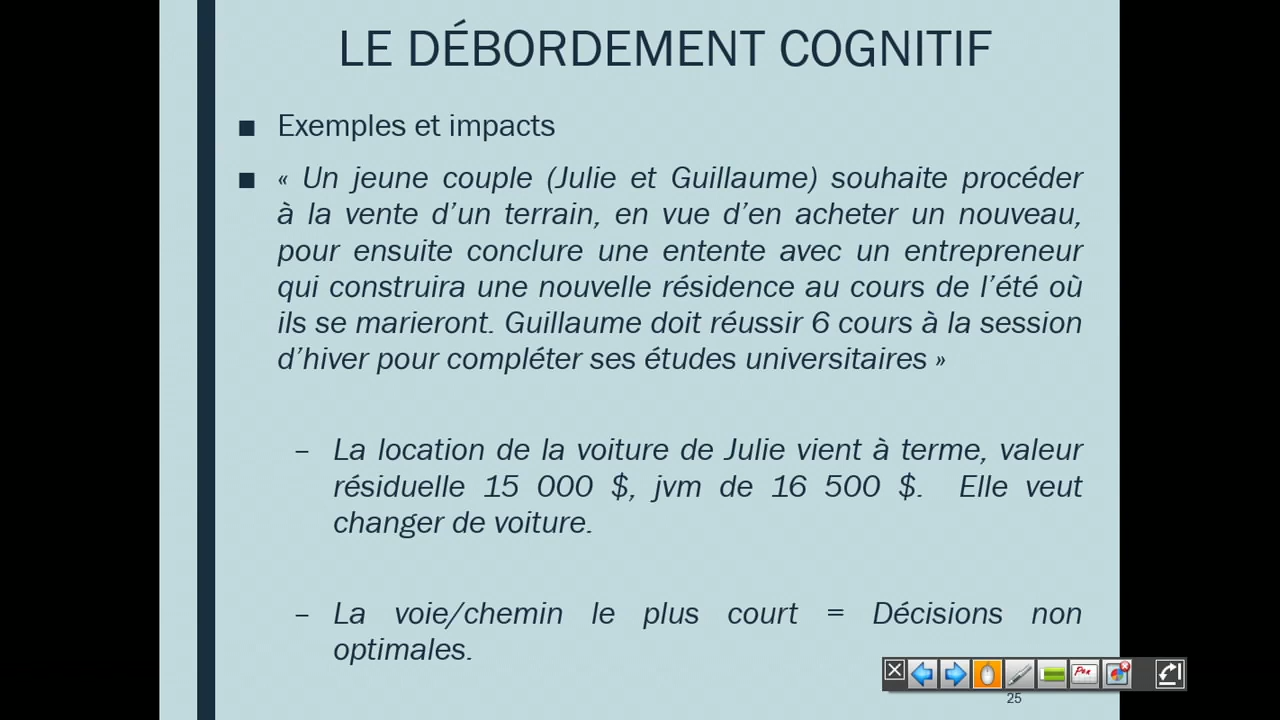 LE DÉBORDEMENT COGNITIF
■ Exemples et impacts
■ « Un jeune couple (Julie et Guillaume) souhaite procéder
à la vente d’un terrain, en vue d’en acheter un nouveau,
pour ensuite conclure une entente avec un entrepreneur
qui construira une nouvelle résidence au cours de l’été où
ils se marieront. Guillaume doit réussir 6 cours à la session
d’hiver pour compléter ses études universitaires »
– La location de la voiture de Julie vient à terme, valeur
résiduelle 15 000 $, jvm de 16 500 $. Elle veut
changer de voiture.
– La voie/chemin le plus court = Décisions non
optimales.
Pen
25